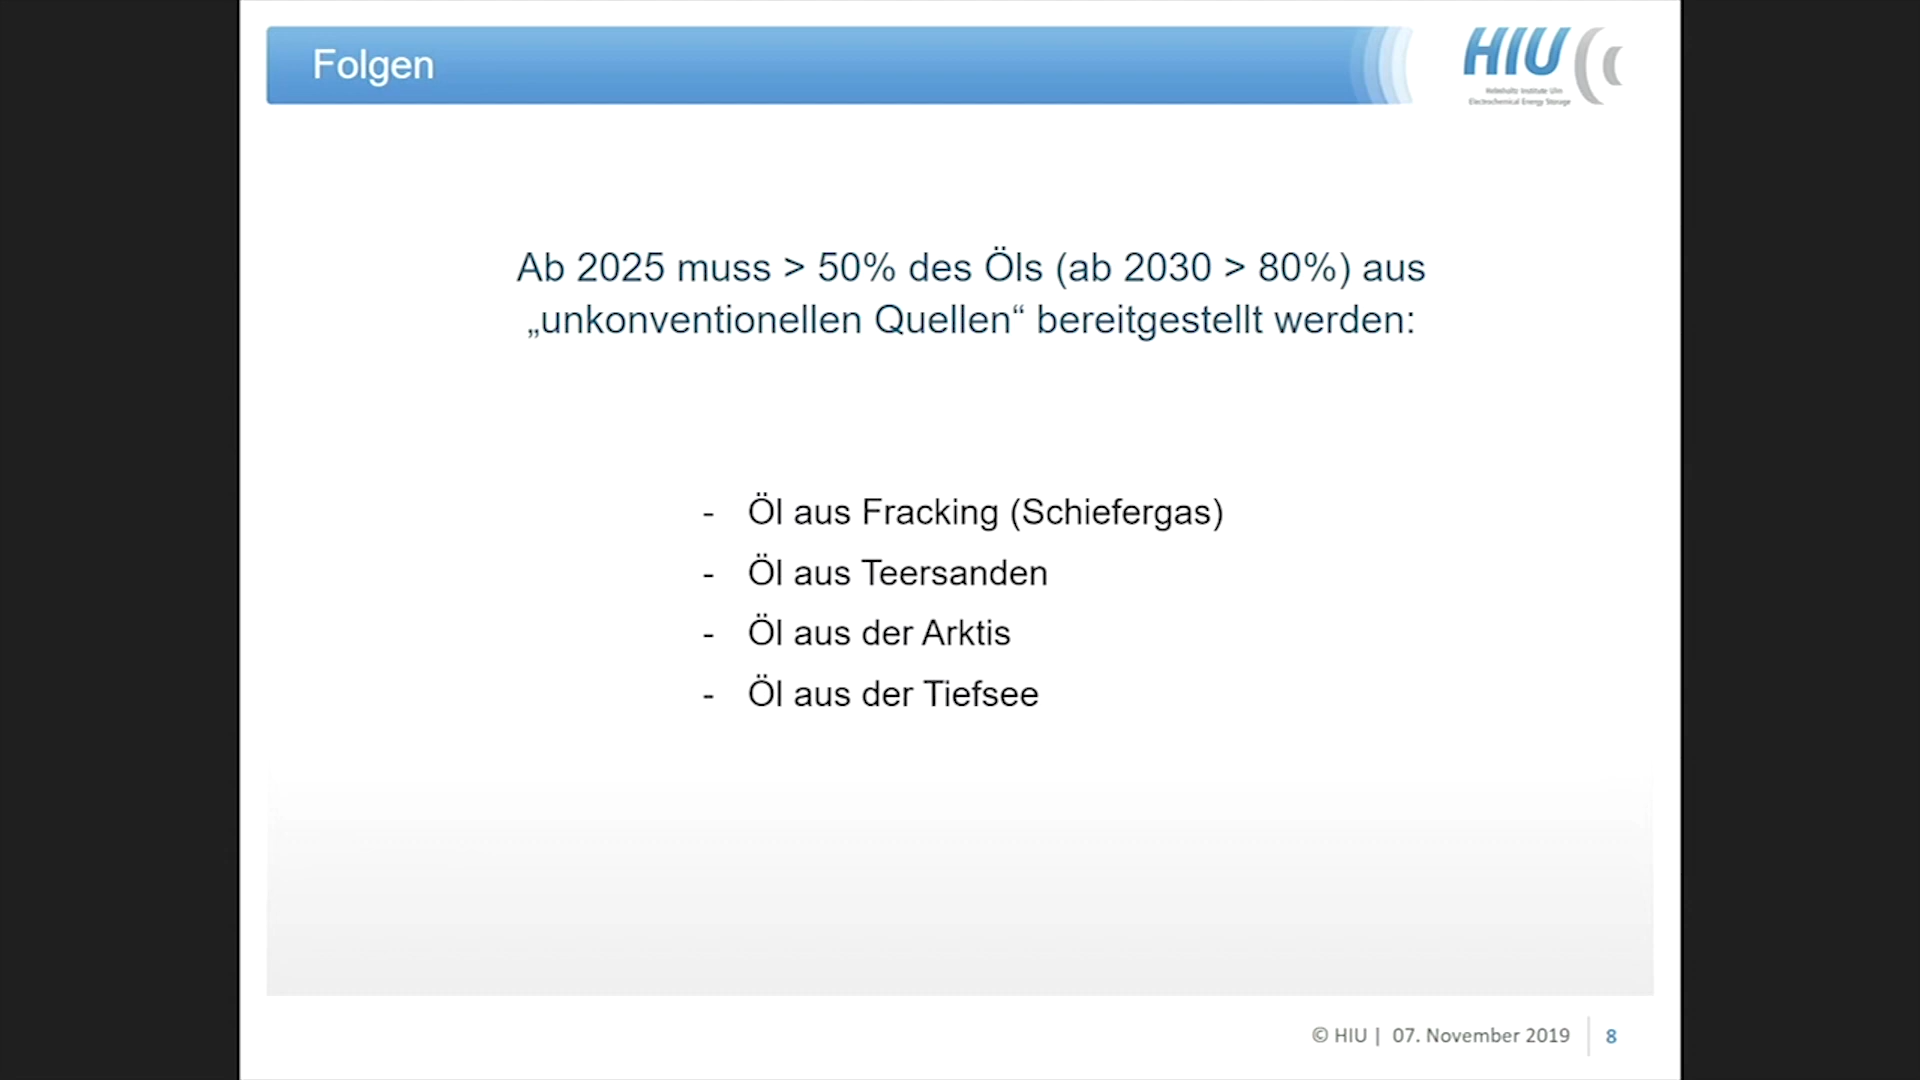 Folgen
HIU
Helmholtz Institute Ulm
Electrochemical Energy Storage
Ab 2025 muss > 50% des Öls (ab 2030 > 80%) aus
„unkonventionellen Quellen“ bereitgestellt werden:
- Öl aus Fracking (Schiefergas)
- Öl aus Teersanden
- Öl aus der Arktis
- Öl aus der Tiefsee
© HIU | 07. November 2019 | 8